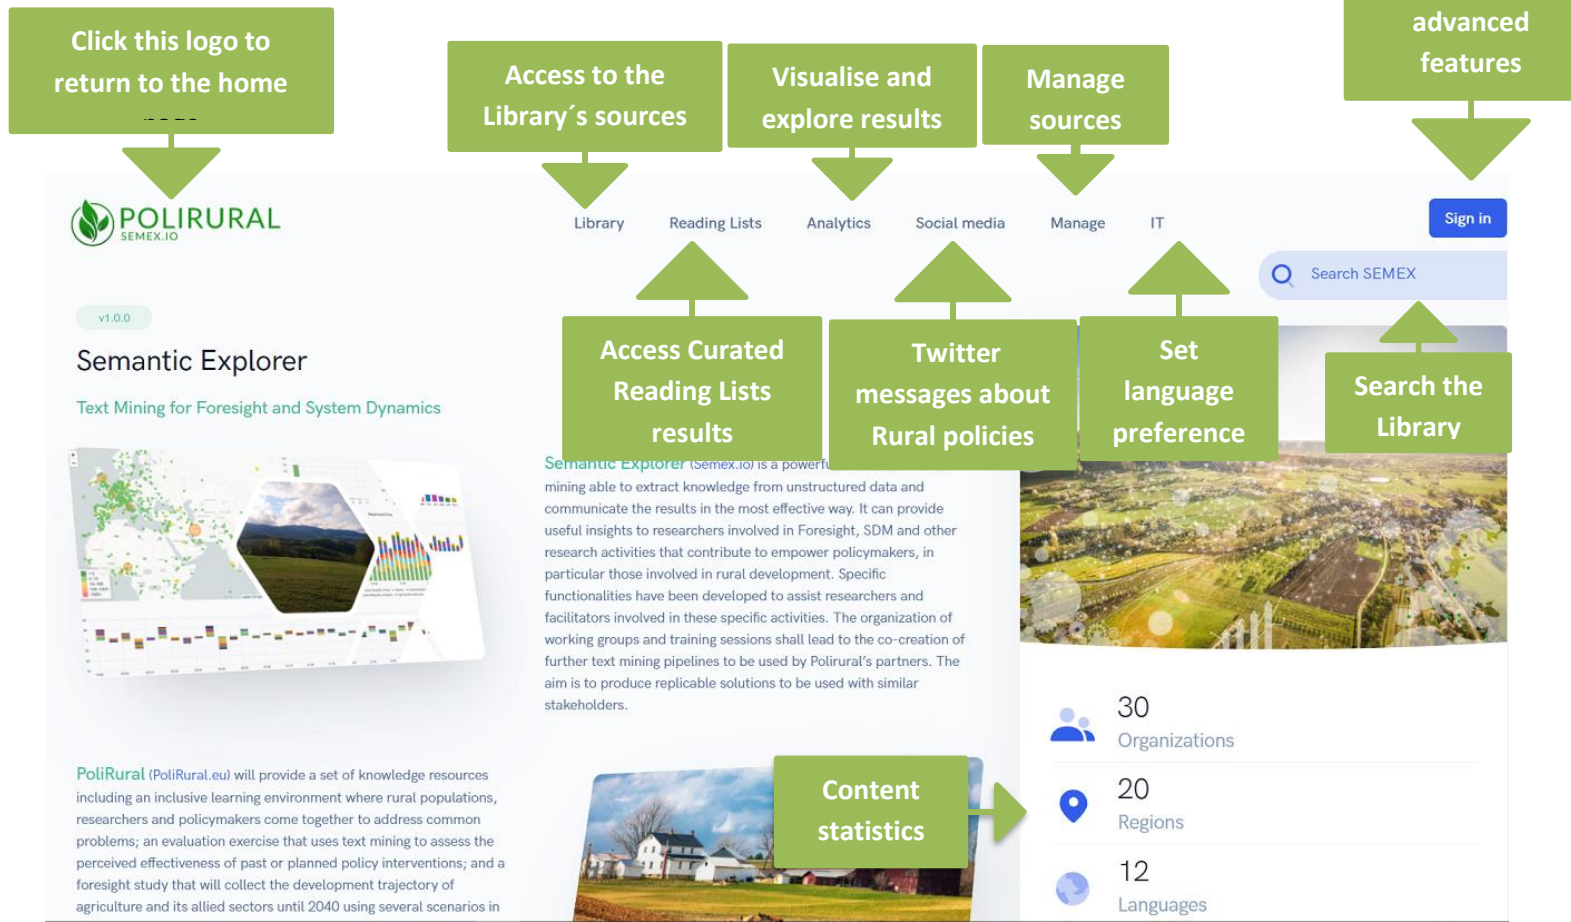 Click this logo to
return to the home
advanced
features
Access to the
Library´s sources
Visualise and
explore results
Manage
sources
POLIRURAL
SEMEX.IO
Library
Reading Lists
Analytics
Social media
Manage
IT
Sign in
Search SEMEX
v1.0.0
Semantic Explorer
Text Mining for Foresight and System Dynamics
Access Curated
Reading Lists
results
Twitter
messages about
Rural policies
Set
language
preference
Search the
Library
Semantic Explorer (Semex.io) is a
mining able to extract knowledge from unstructured data and
communicate the results in the most effective way. It can provide
useful insights to researchers involved in Foresight, SDM and other
research activities that contribute to empower policymakers, in
particular those involved in rural development. Specific
functionalities have been developed to assist researchers and
facilitators involved in these specific activities. The organization of
working groups and training sessions shall lead to the co-creation of
further text mining pipelines to be used by Polirural's partners. The
aim is to produce replicable solutions to be used with similar
stakeholders.
PoliRural (PoliRural.eu) will provide a set of knowledge resources
including an inclusive learning environment where rural populations,
researchers and policymakers come together to address common
problems; an evaluation exercise that uses text mining to assess the
perceived effectiveness of past or planned policy interventions; and a
foresight study that will collect the development trajectory of
agriculture and its allied sectors until 2040 using several scenarios in
Content
statistics
30
Organizations
20
Regions
12
Languages